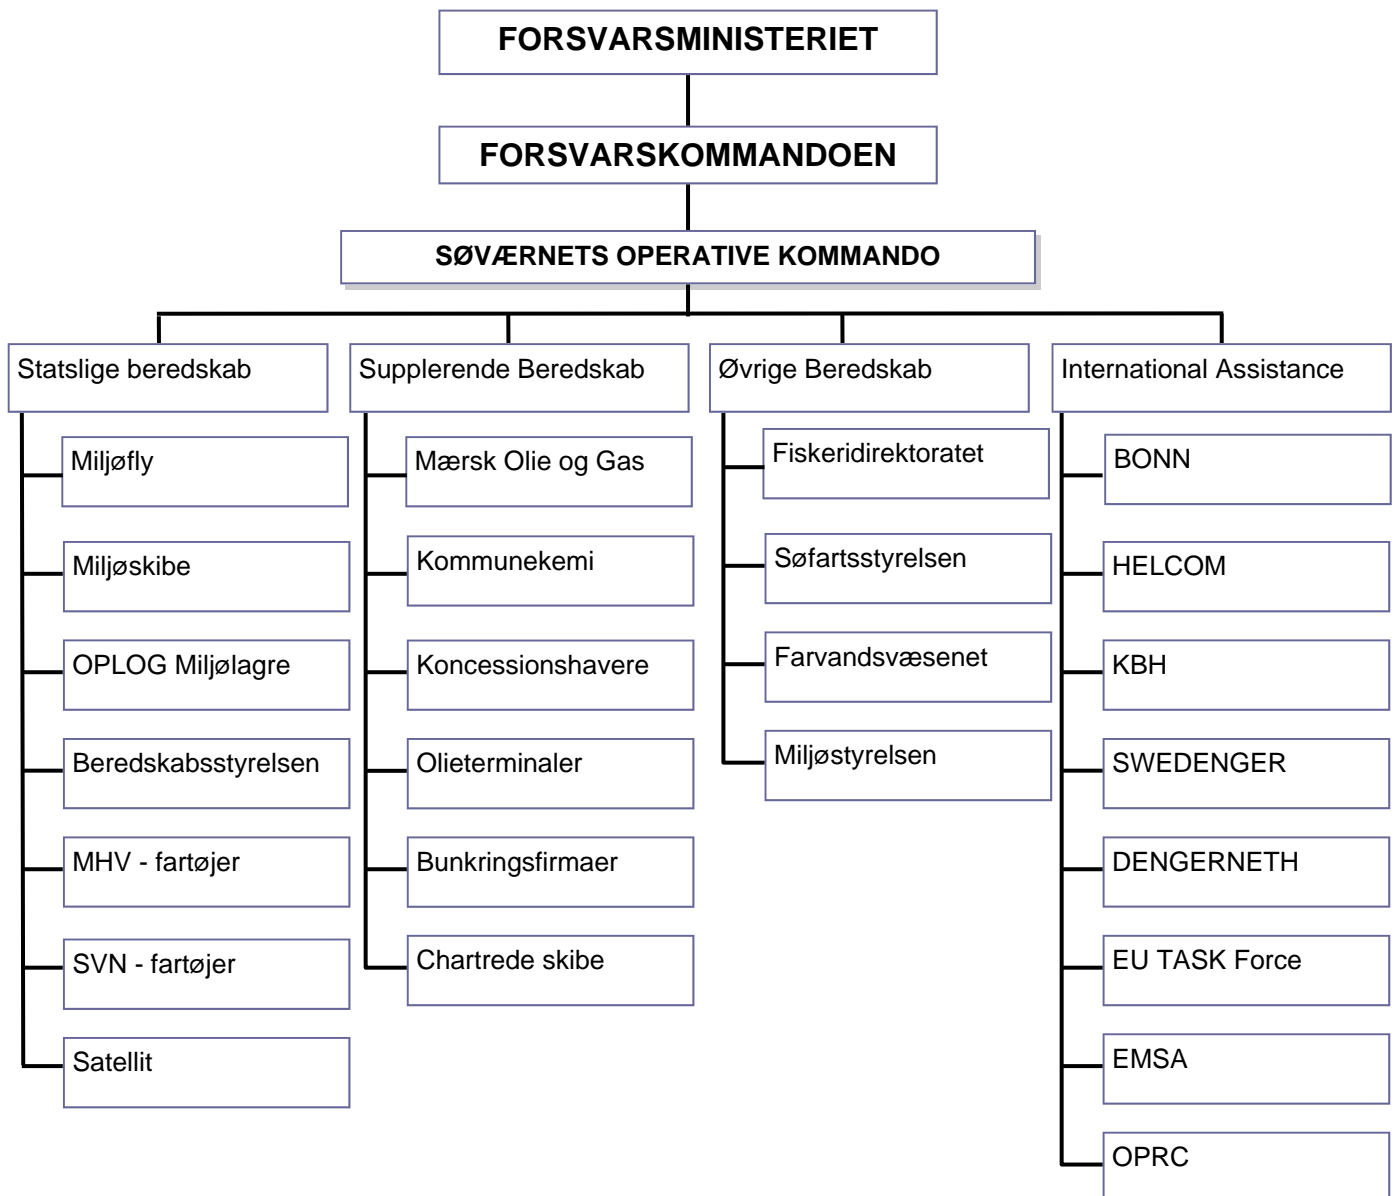 FORSVARSMINISTERIET
FORSVARSKOMMANDOEN
SØVÆRNETS OPERATIVE KOMMANDO
Statslige beredskab
Miljøfly
Miljøskibe
OPLOG Miljølagre
Beredskabsstyrelsen
MHV - fartøjer
SVN - fartøjer
Satellit
Supplerende Beredskab
Mærsk Olie og Gas
Kommunekemi
Koncessionshavere
Olieterminaler
Bunkringsfirmaer
Chartrede skibe
Øvrige Beredskab
Fiskeridirektoratet
Søfartsstyrelsen
Farvandsvæsenet
Miljøstyrelsen
International Assistance
BONN
HELCOM
KBH
SWEDENGER
DENGERNETH
EU TASK Force
EMSA
OPRC